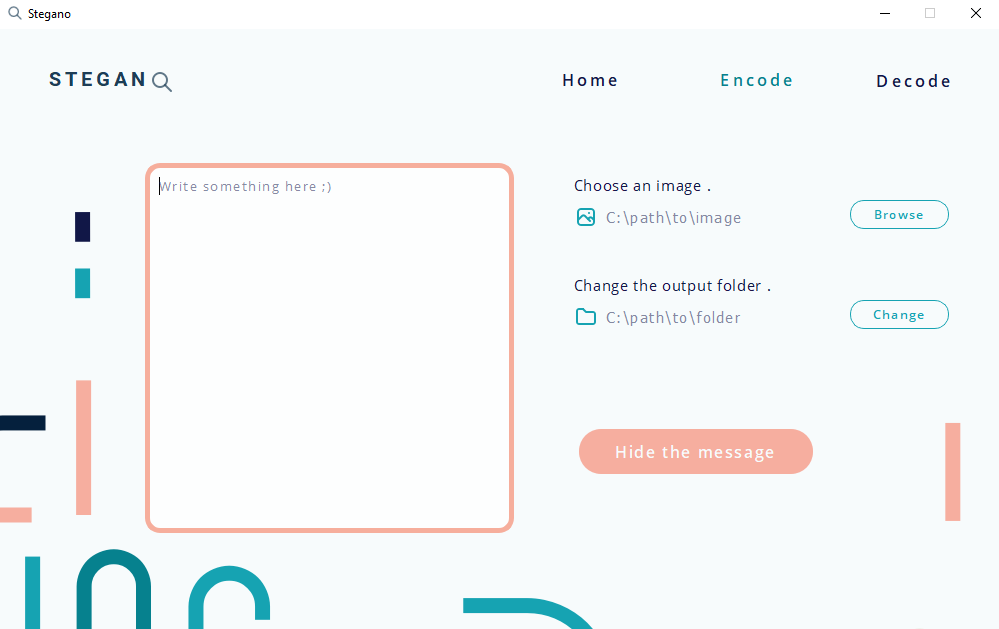 Stegano
STEGAN
Home
Encode
Decode
Write something here ;)
Choose an image .
C:\path\to\image
Browse
Change the output folder .
C:\path\to\folder
Change
Hide the message